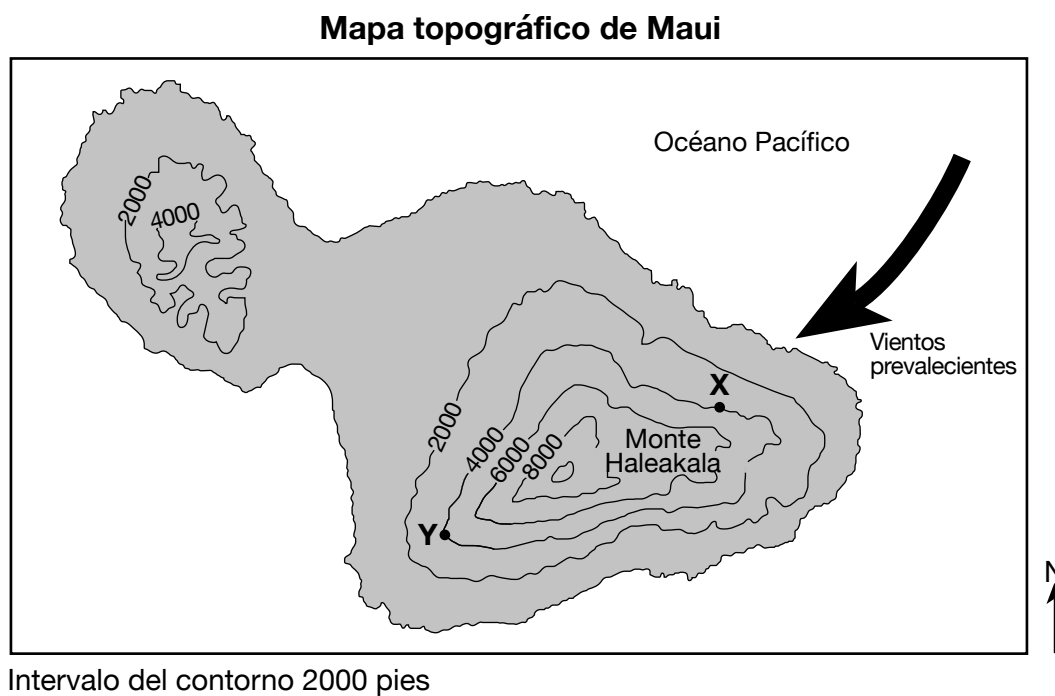 Mapa topográfico de Maui
Océano Pacífico
2000
4000
Vientos
prevalecientes
X
2000
4000
6000
8000
Monte
Haleakala
Y
N
Intervalo del contorno 2000 pies